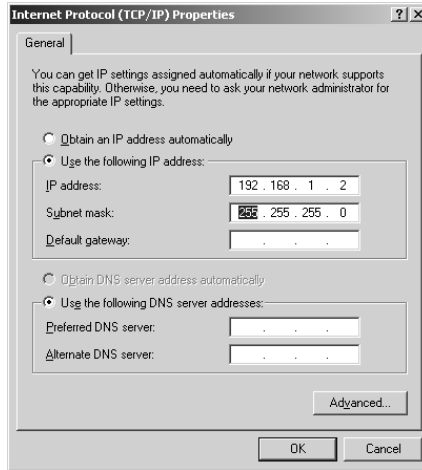 Internet Protocol (TCP/IP) Properties
General
You can get IP settings assigned automatically if your network supports
this capability. Otherwise, you need to ask your network administrator for
the appropriate IP settings.
Obtain an IP address automatically
Use the following IP address:
IP address: 192 . 168 . 1 . 2
Subnet mask: 255 . 255 . 255 . 0
Default gateway: . . .
Obtain DNS server address automatically
Use the following DNS server addresses:
Preferred DNS server: . . .
Alternate DNS server: . . .
Advanced...
OK Cancel